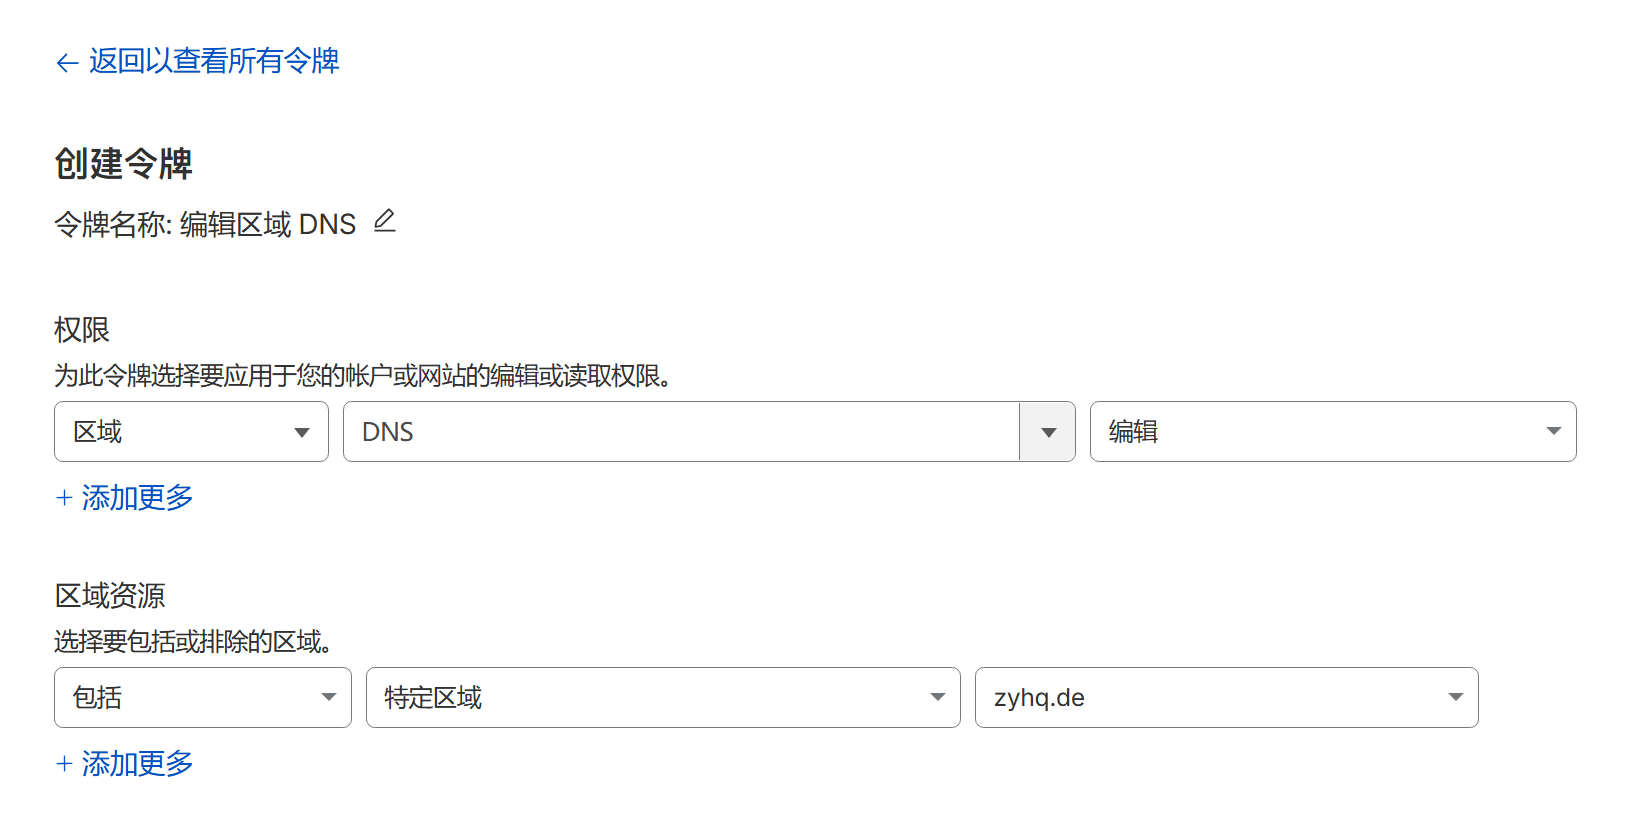 ← 返回以查看所有令牌
创建令牌
令牌名称: 编辑区域 DNS
权限
为此令牌选择要应用于您的帐户或网站的编辑或读取权限。
区域 DNS 编辑
+ 添加更多
区域资源
选择要包括或排除的区域。
包括 特定区域 zyhq.de
+ 添加更多